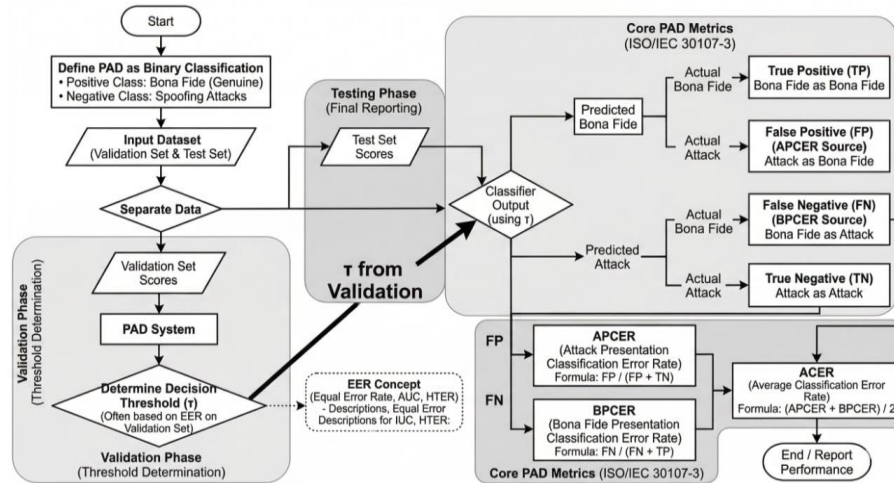 Start
Define PAD as Binary Classification
• Positive Class: Bona Fide (Genuine)
• Negative Class: Spoofing Attacks
Input Dataset
(Validation Set & Test Set)
Separate Data
Validation Phase
(Threshold Determination)
Validation Set
Scores
PAD System
Determine Decision
Threshold (τ)
(Often based on EER on
Validation Set)
Validation Phase
(Threshold Determination)
Testing Phase
(Final Reporting)
Test Set
Scores
τ from
Validation
EER Concept
(Equal Error Rate, AUC, HTER)
- Descriptions, Equal Error
Descriptions for IUC, HTER:
Core PAD Metrics
(ISO/IEC 30107-3)
Classifier
Output
(using τ)
Predicted
Bona Fide
Actual
Bona Fide
True Positive (TP)
Bona Fide as Bona Fide
Actual
Attack
False Positive (FP)
(APCER Source)
Attack as Bona Fide
Predicted
Attack
Actual
Bona Fide
False Negative (FN)
(BPCER Source)
Bona Fide as Attack
Actual
Attack
True Negative (TN)
Attack as Attack
FP
APCER
(Attack Presentation
Classification Error Rate)
Formula: FP / (FP + TN)
FN
BPCER
(Bona Fide Presentation
Classification Error Rate)
Formula: FN / (FN + TP)
ACER
(Average Classification Error
Rate)
Formula: (APCER + BPCER) / 2
Core PAD Metrics (ISO/IEC 30107-3)
End / Report
Performance